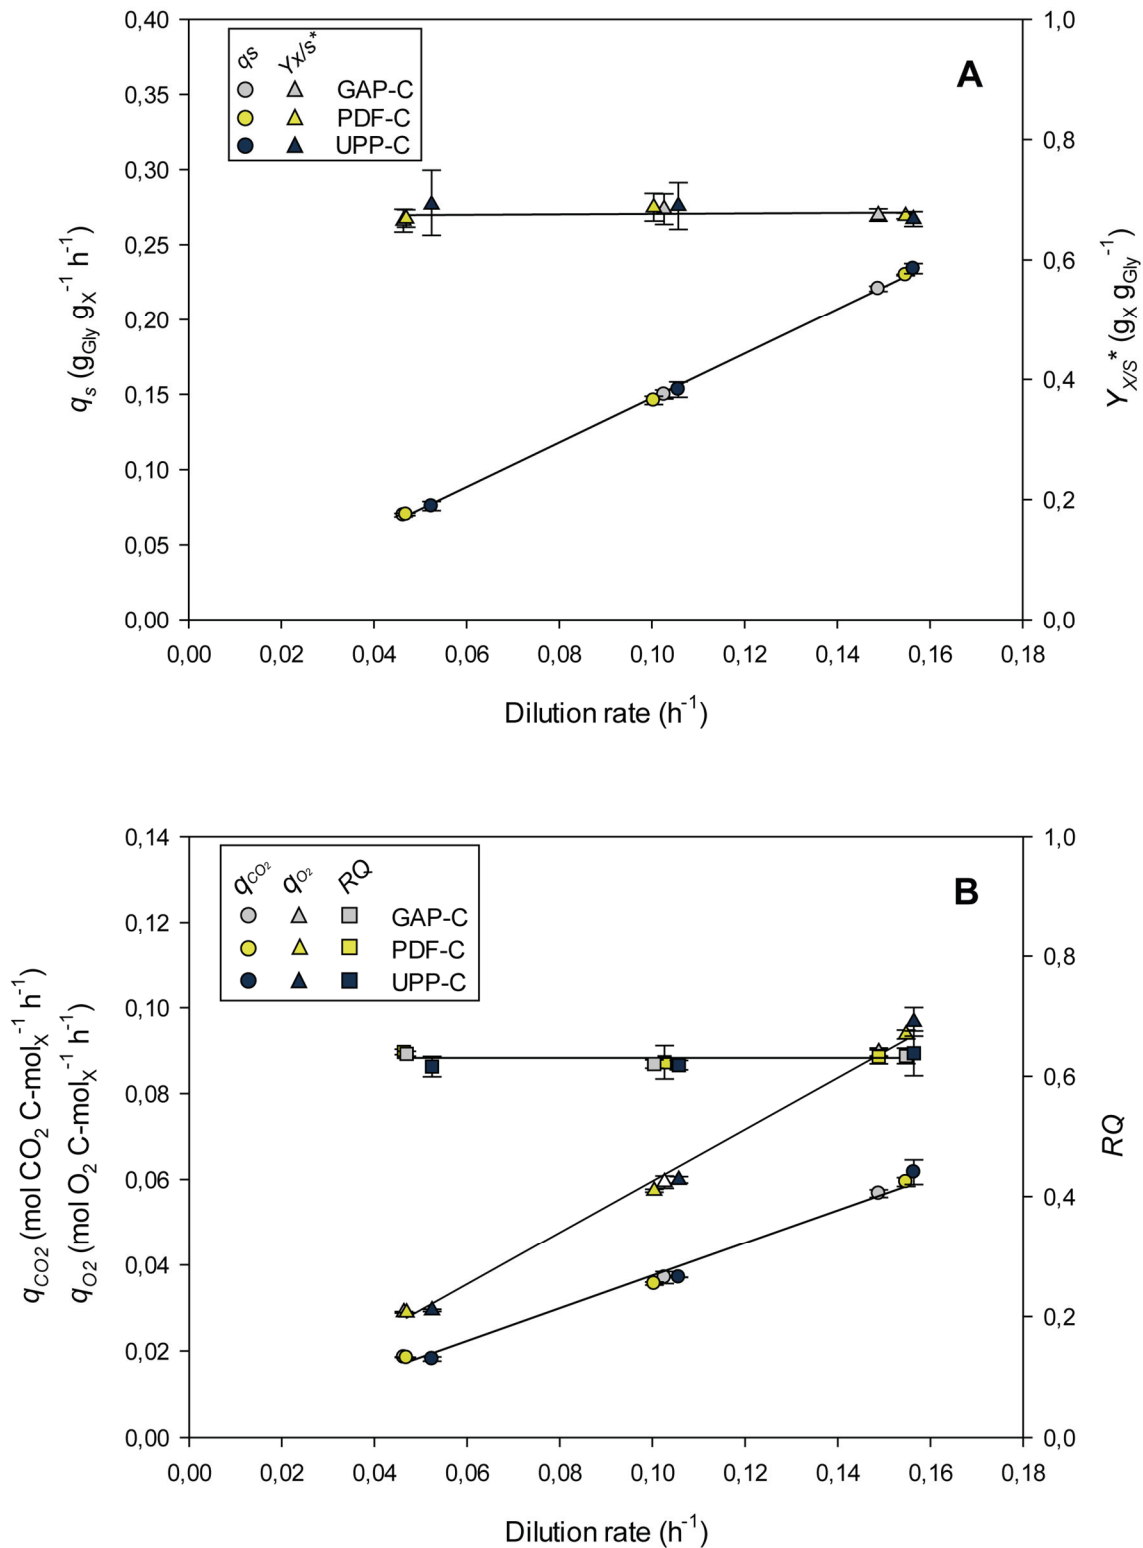 A
qs Yx/s*
GAP-C
PDF-C
UPP-C
0,40
0,35
0,30
0,25
0,20
0,15
0,10
0,05
0,00
qs (gGly gX-1 h-1)
1,0
0,8
0,6
0,4
0,2
0,0
YX/S* (gX gGly-1)
0,00 0,02 0,04 0,06 0,08 0,10 0,12 0,14 0,16 0,18
Dilution rate (h-1)
B
qCO2 qO2 RQ
GAP-C
PDF-C
UPP-C
0,14
0,12
0,10
0,08
0,06
0,04
0,02
0,00
qCO2 (mol CO2 C-molX-1 h-1)
qO2 (mol O2 C-molX-1 h-1)
1,0
0,8
0,6
0,4
0,2
0,0
RQ
0,00 0,02 0,04 0,06 0,08 0,10 0,12 0,14 0,16 0,18
Dilution rate (h-1)